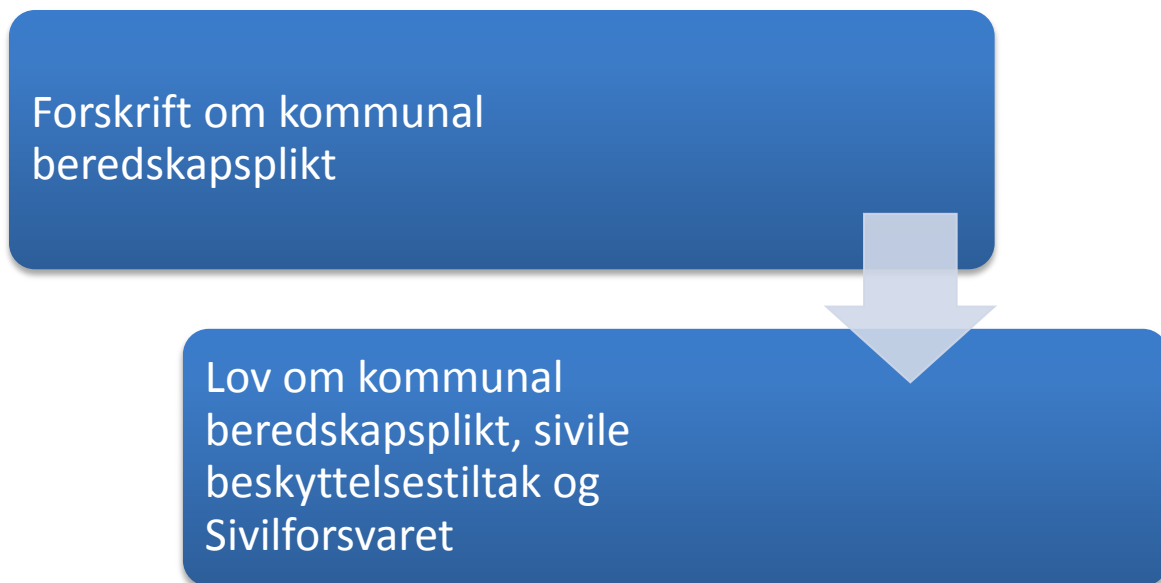 Forskrift om kommunal
beredskapsplikt
Lov om kommunal
beredskapsplikt, sivile
beskyttelsestiltak og
Sivilforsvaret